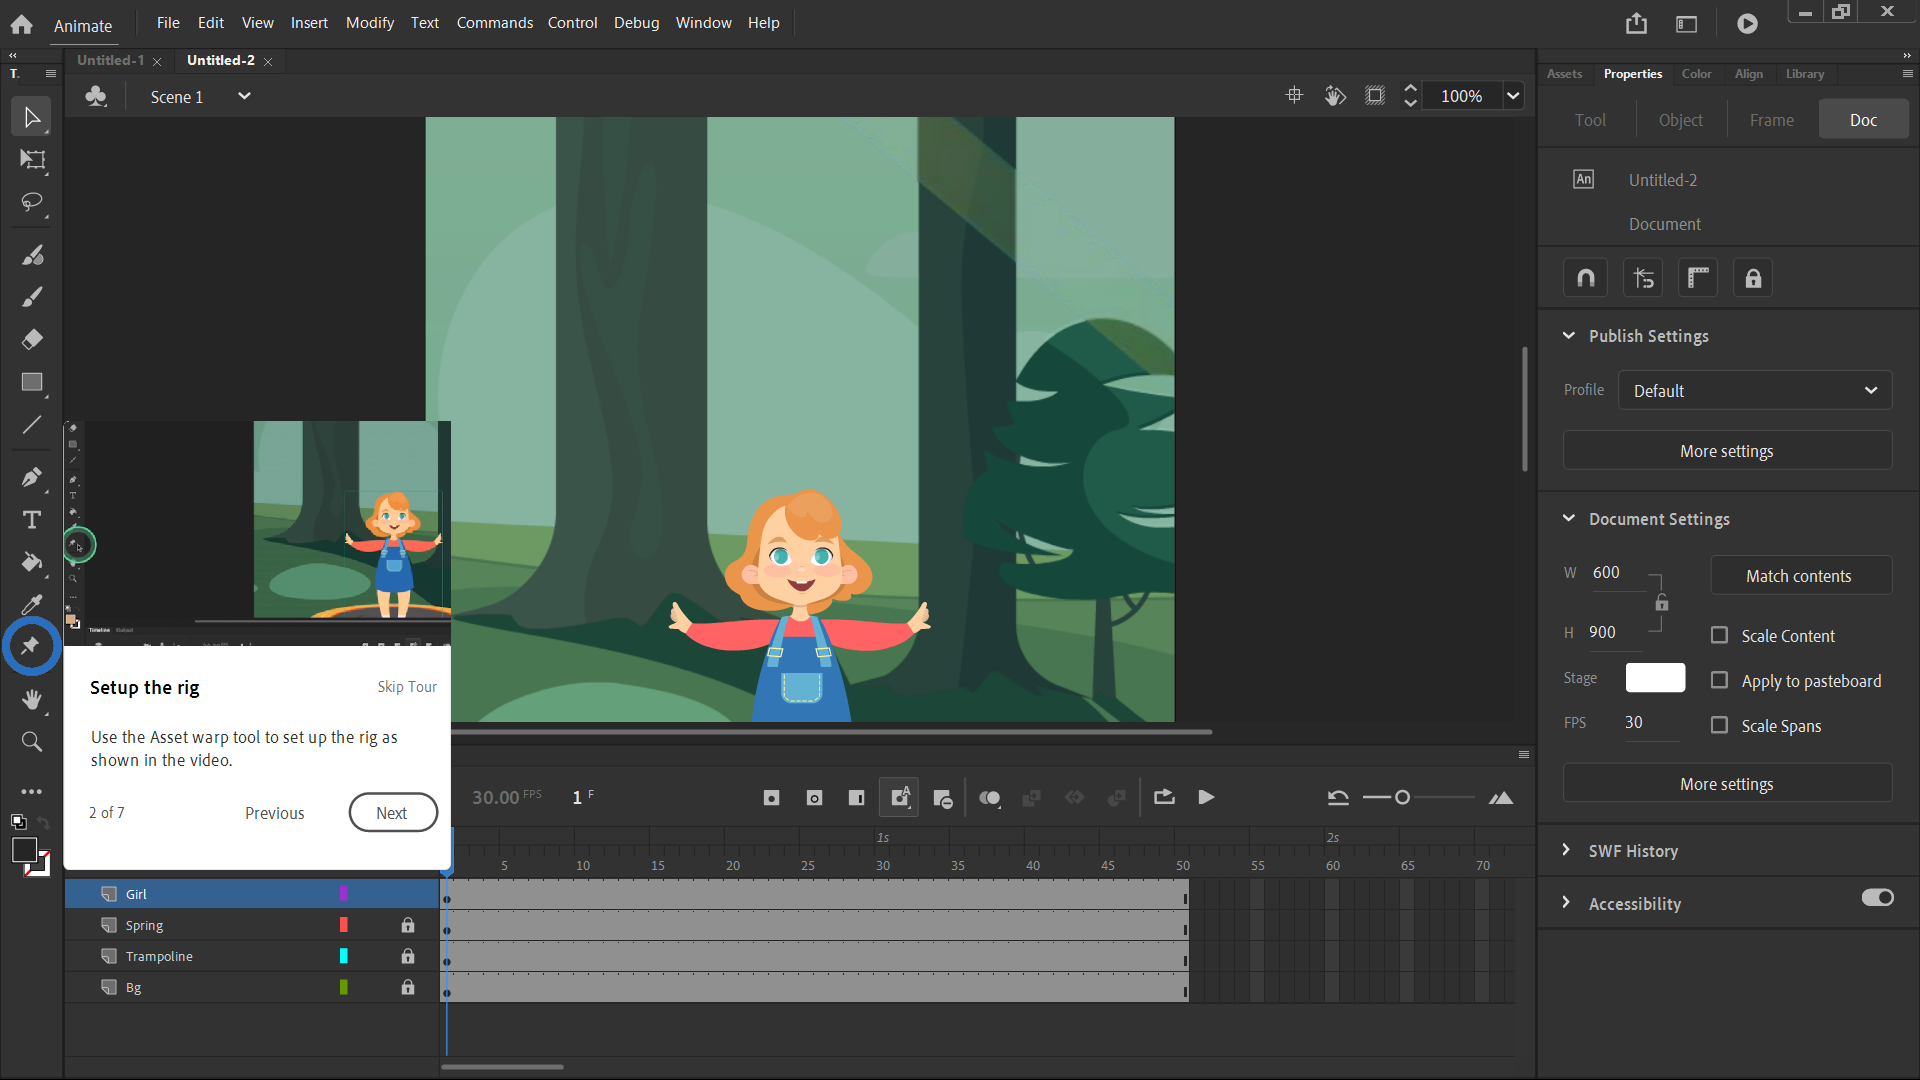 Animate File Edit View Insert Modify Text Commands Control Debug Window Help
T.
Untitled-1 Untitled-2
Assets Properties Color Align Library
Scene 1
100%
Tool Object Frame Doc
An Untitled-2
Document
Publish Settings
Profile Default
More settings
Document Settings
W 600
Match contents
H 900
Scale Content
Stage
Apply to pasteboard
FPS 30
Scale Spans
More settings
SWF History
Accessibility
Timeline
Setup the rig Skip Tour
Use the Asset warp tool to set up the rig as
shown in the video.
2 of 7 Previous Next
30.00 FPS 1 F
A
1s 2s
5 10 15 20 25 30 35 40 45 50 55 60 65 70
Girl
Spring
Trampoline
Bg